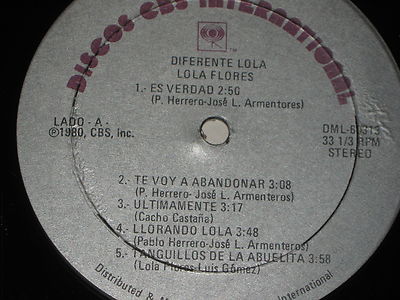 DISCOS CBS INTERNATIONAL
DIFERENTE LOLA
LOLA FLORES
1.- ES VERDAD 2:50
(P. Herrero-José L. Armentores)
LADO - A -
℗1980, CBS, Inc.
33 1/3 RPM
STEREO
2.- TE VOY A ABANDONAR 3:08
(P. Herrero- José L. Armenteros)
3.- ULTIMAMENTE 3:17
(Cacho Castaña)
4.- LLORANDO LOLA 3:48
(Pablo Herrero-José L. Armenteros)
5.- TANGUILLOS DE LA ABUELITA 3:58
(Lola Flores-Luis Gómez)
Distributed &
International